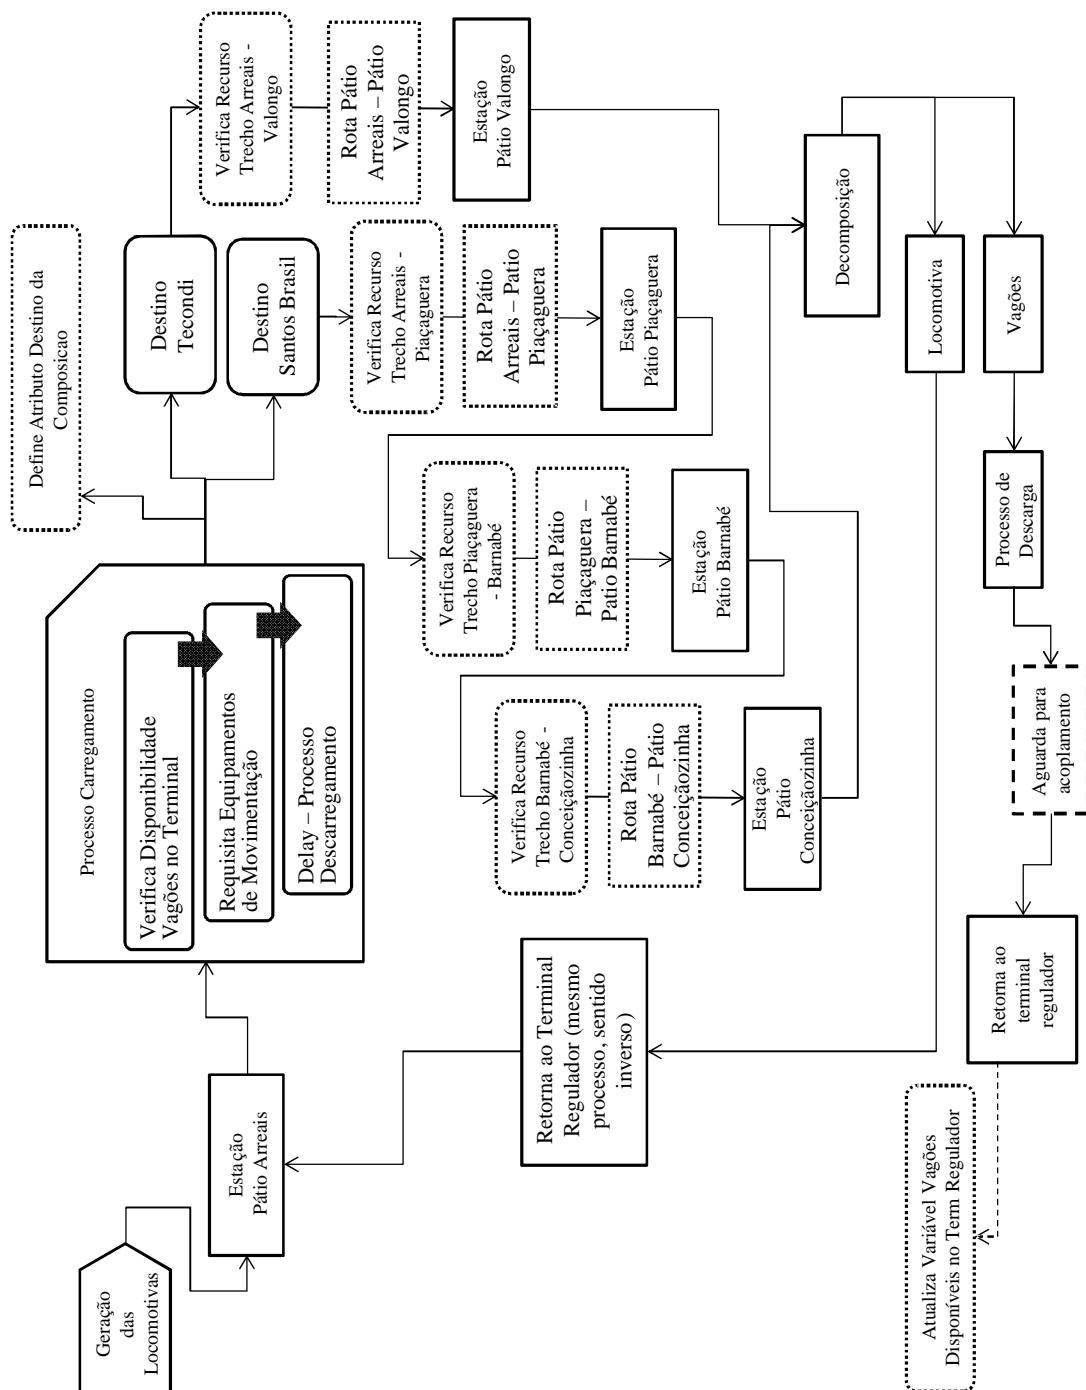 Geração
das
Locomotivas
Estação
Pátio Arreais
Processo Carregamento
Verifica Disponibilidade
Vagões no Terminal
Requisita Equipamentos
de Movimentação
Delay – Processo
Descarregamento
Define Atributo Destino da
Composicao
Destino
Tecondi
Destino
Santos Brasil
Verifica Recurso
Trecho Arreais -
Valongo
Rota Pátio
Arreais – Pátio
Valongo
Estação
Pátio Valongo
Verifica Recurso
Trecho Arreais -
Piaçaguera
Rota Pátio
Arreais – Patio
Piaçaguera
Estação
Pátio Piaçaguera
Verifica Recurso
Trecho Piaçaguera
- Barnabé
Rota Pátio
Piaçaguera –
Patio Barnabé
Estação
Pátio Barnabé
Verifica Recurso
Trecho Barnabé -
Conceiçãozinha
Rota Pátio
Barnabé – Pátio
Conceiçãozinha
Estação
Pátio
Conceiçãozinha
Decomposição
Locomotiva
Vagões
Retorna ao Terminal
Regulador (mesmo
processo, sentido
inverso)
Processo de
Descarga
Aguarda para
acoplamento
Retorna ao
terminal
regulador
Atualiza Variável Vagões
Disponíveis no Term Regulador